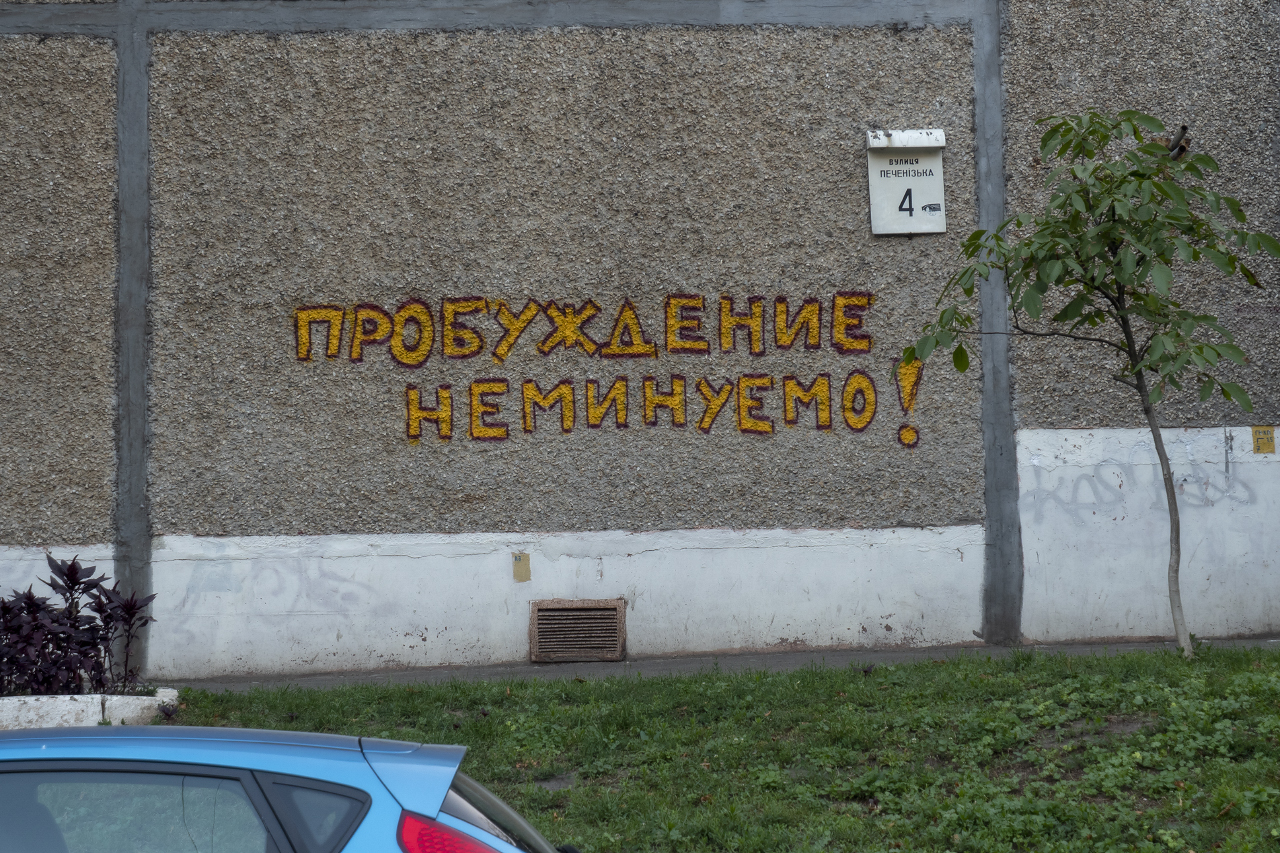 ВУЛИЦЯ
ПЕЧЕНІЗЬКА
4
ПРОБУЖДЕНИЕ
НЕМИНУЕМО!